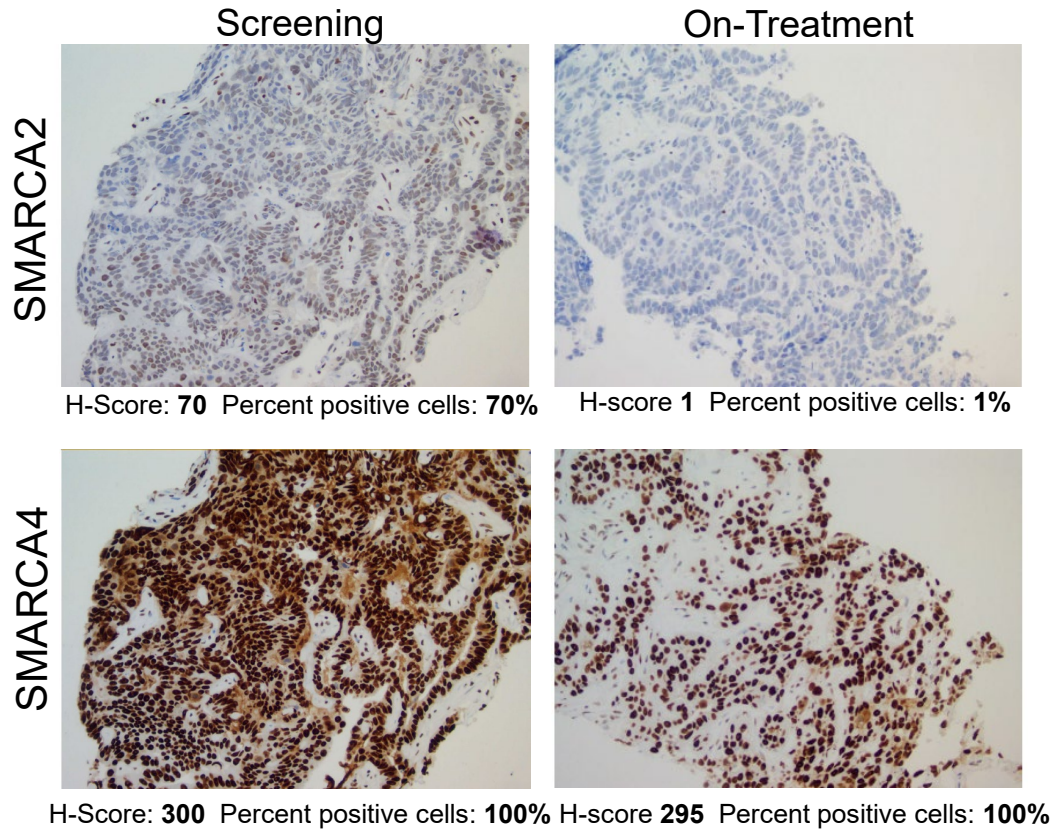 Screening
On-Treatment
SMARCA2
H-Score: 70 Percent positive cells: 70%
H-score 1 Percent positive cells: 1%
SMARCA4
H-Score: 300 Percent positive cells: 100%
H-score 295 Percent positive cells: 100%